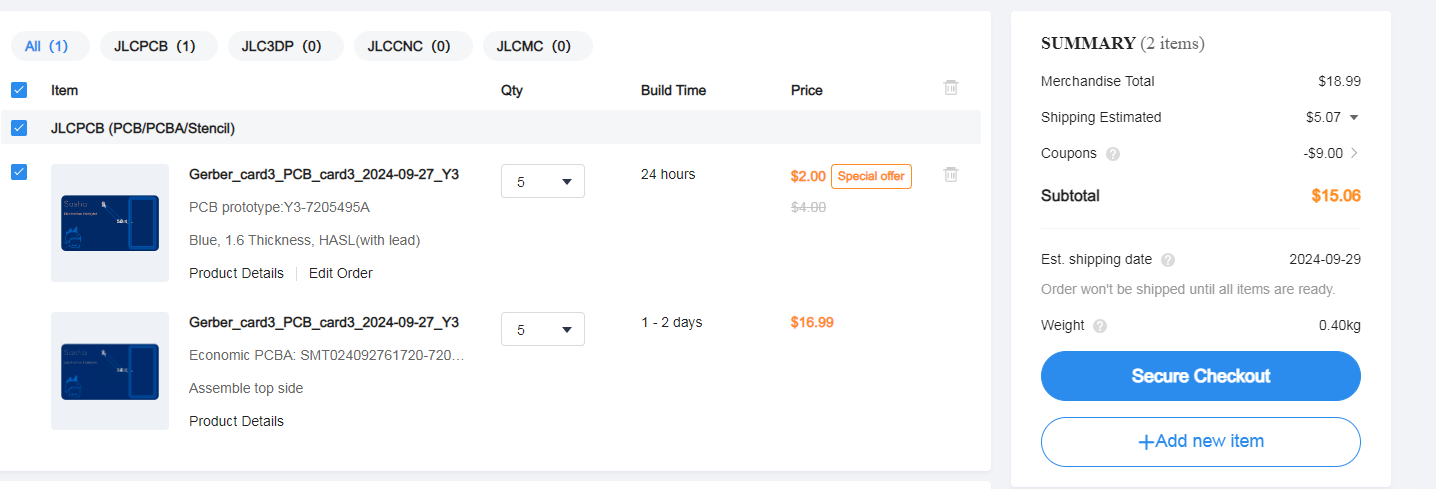 All (1)
JLCPCB (1)
JLC3DP (0)
JLCCNC (0)
JLCMC (0)
Item
Qty
Build Time
Price
JLCPCB (PCB/PCBA/Stencil)
Gerber_card3_PCB_card3_2024-09-27_Y3
PCB prototype:Y3-7205495A
Blue, 1.6 Thickness, HASL(with lead)
Product Details
Edit Order
5
24 hours
$2.00
Special offer
$4.00
Sasha
Gerber_card3_PCB_card3_2024-09-27_Y3
Economic PCBA: SMT024092761720-720...
Assemble top side
Product Details
5
1 - 2 days
$16.99
Sasha
SUMMARY (2 items)
Merchandise Total
$18.99
Shipping Estimated
$5.07
Coupons ?
-$9.00
Subtotal
$15.06
Est. shipping date ?
2024-09-29
Order won't be shipped until all items are ready.
Weight ?
0.40kg
Secure Checkout
+Add new item